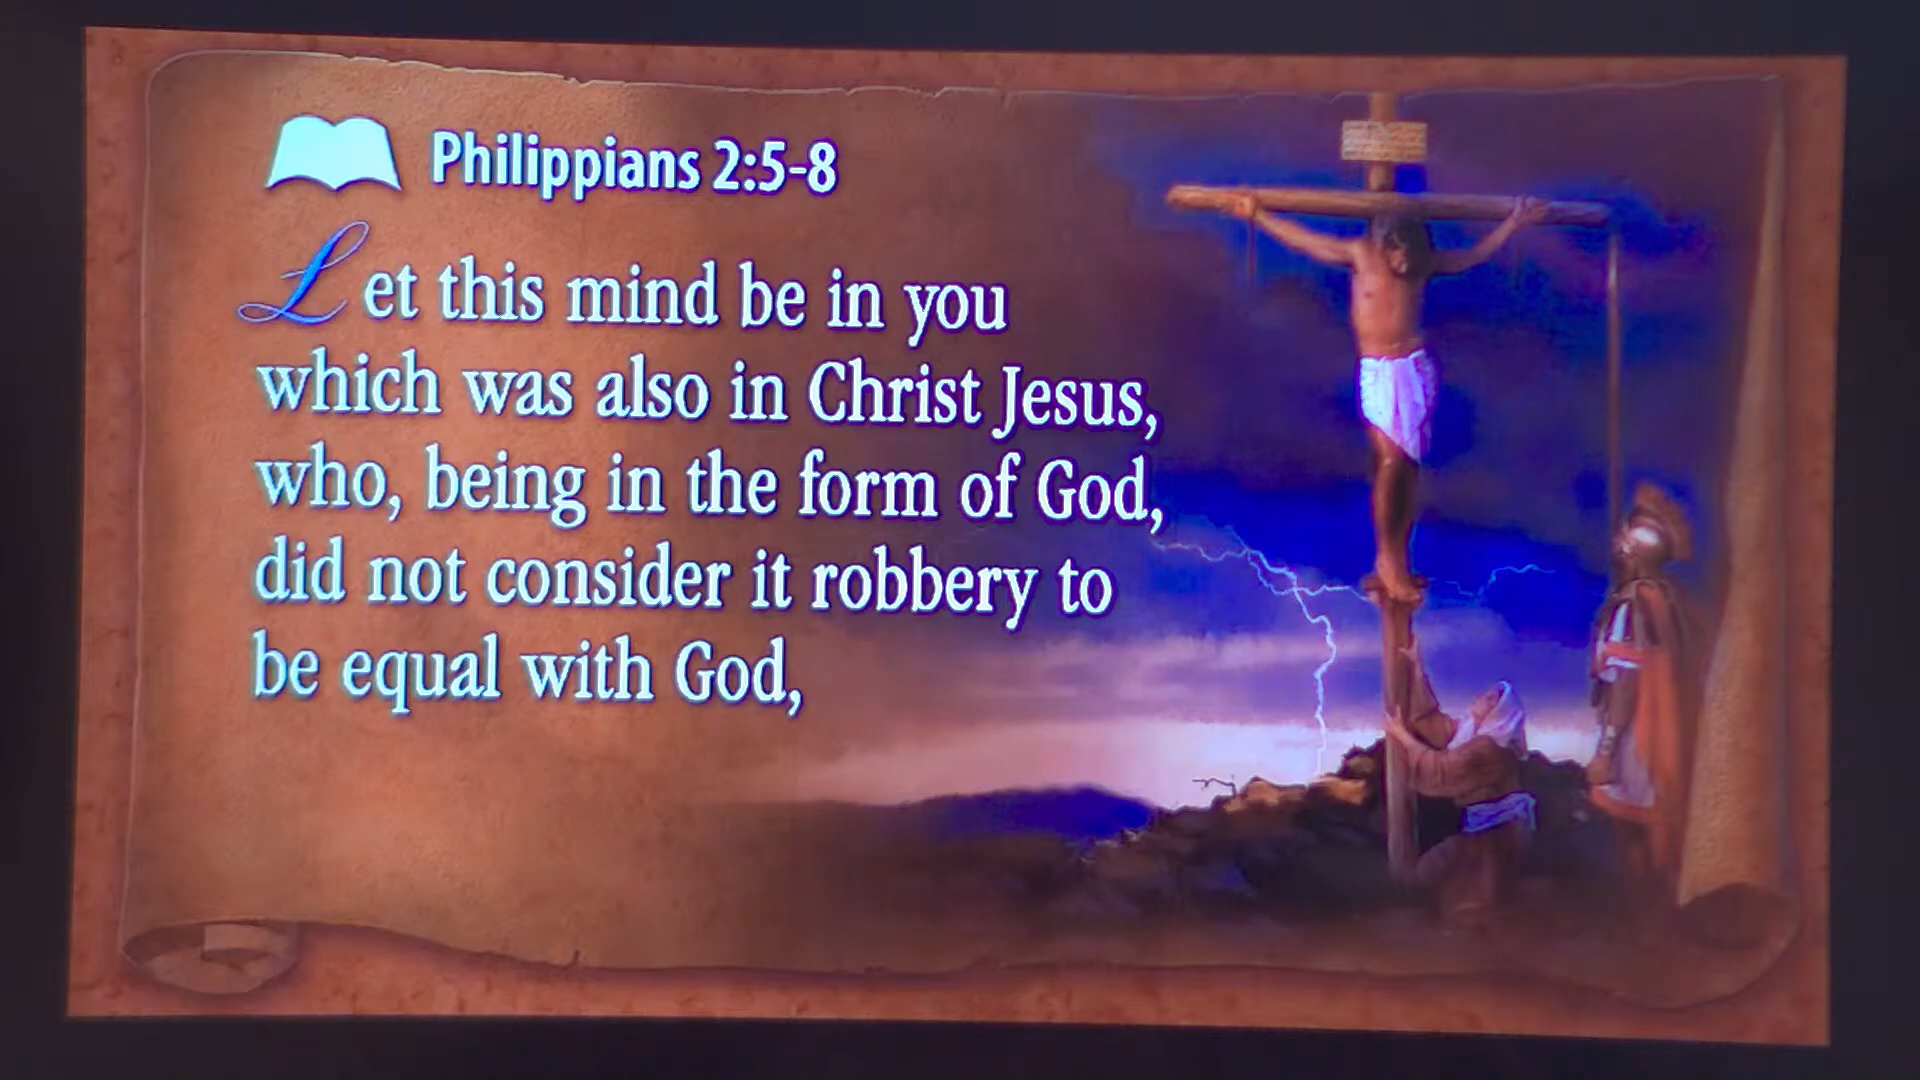 Philippians 2:5-8
Let this mind be in you
which was also in Christ Jesus,
who, being in the form of God,
did not consider it robbery to
be equal with God,